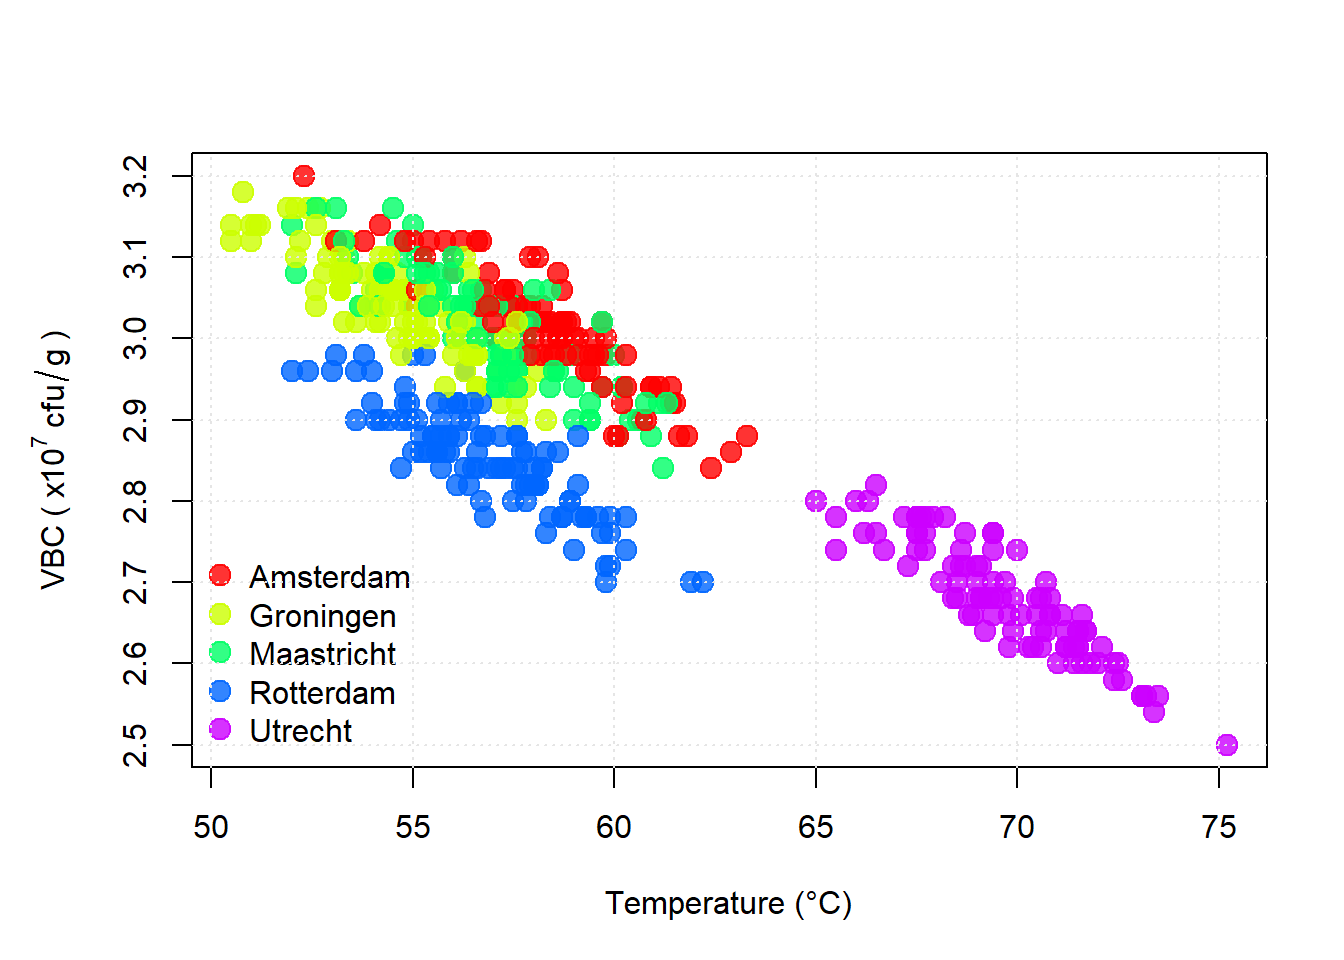 3.2
3.1
3.0
2.9
2.8
2.7
2.6
2.5
VBC ( x10⁷ cfu/g )
Amsterdam
Groningen
Maastricht
Rotterdam
Utrecht
50 55 60 65 70 75
Temperature (°C)